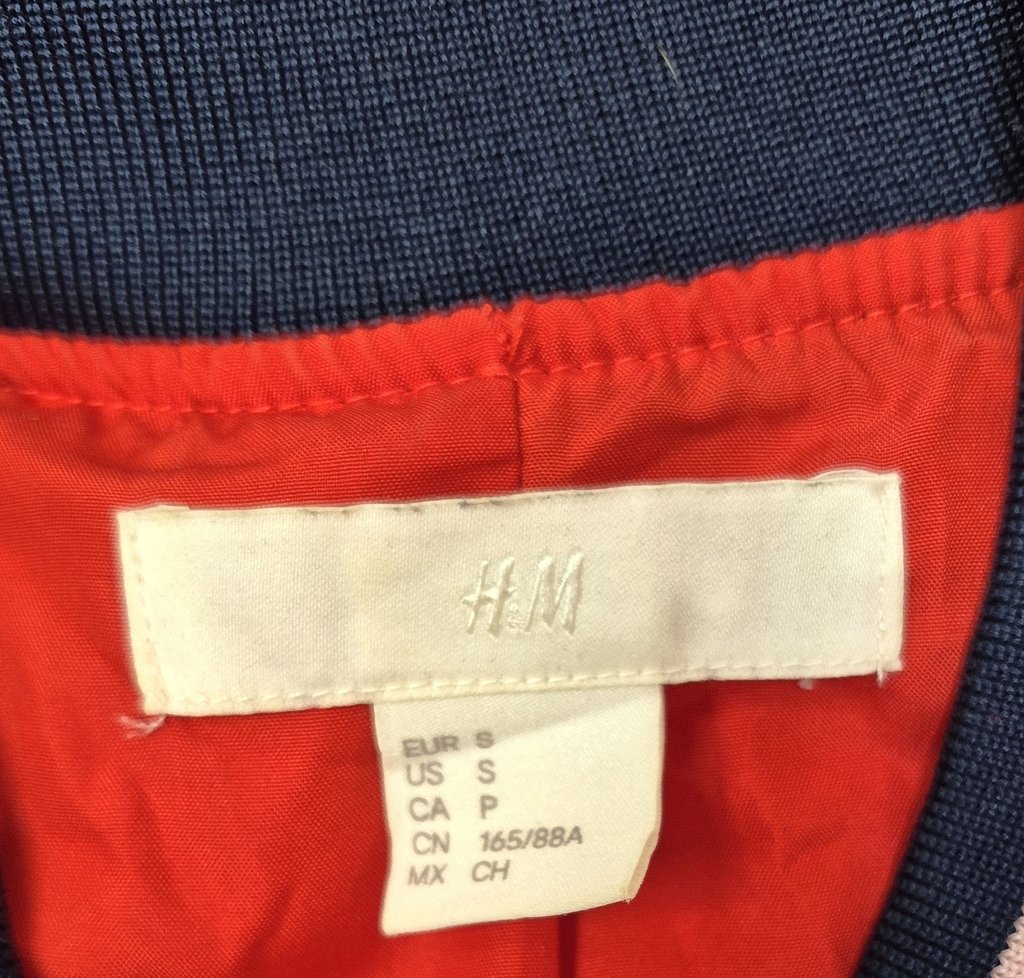 H&M
EUR S
US S
CA P
CN 165/88A
MX CH